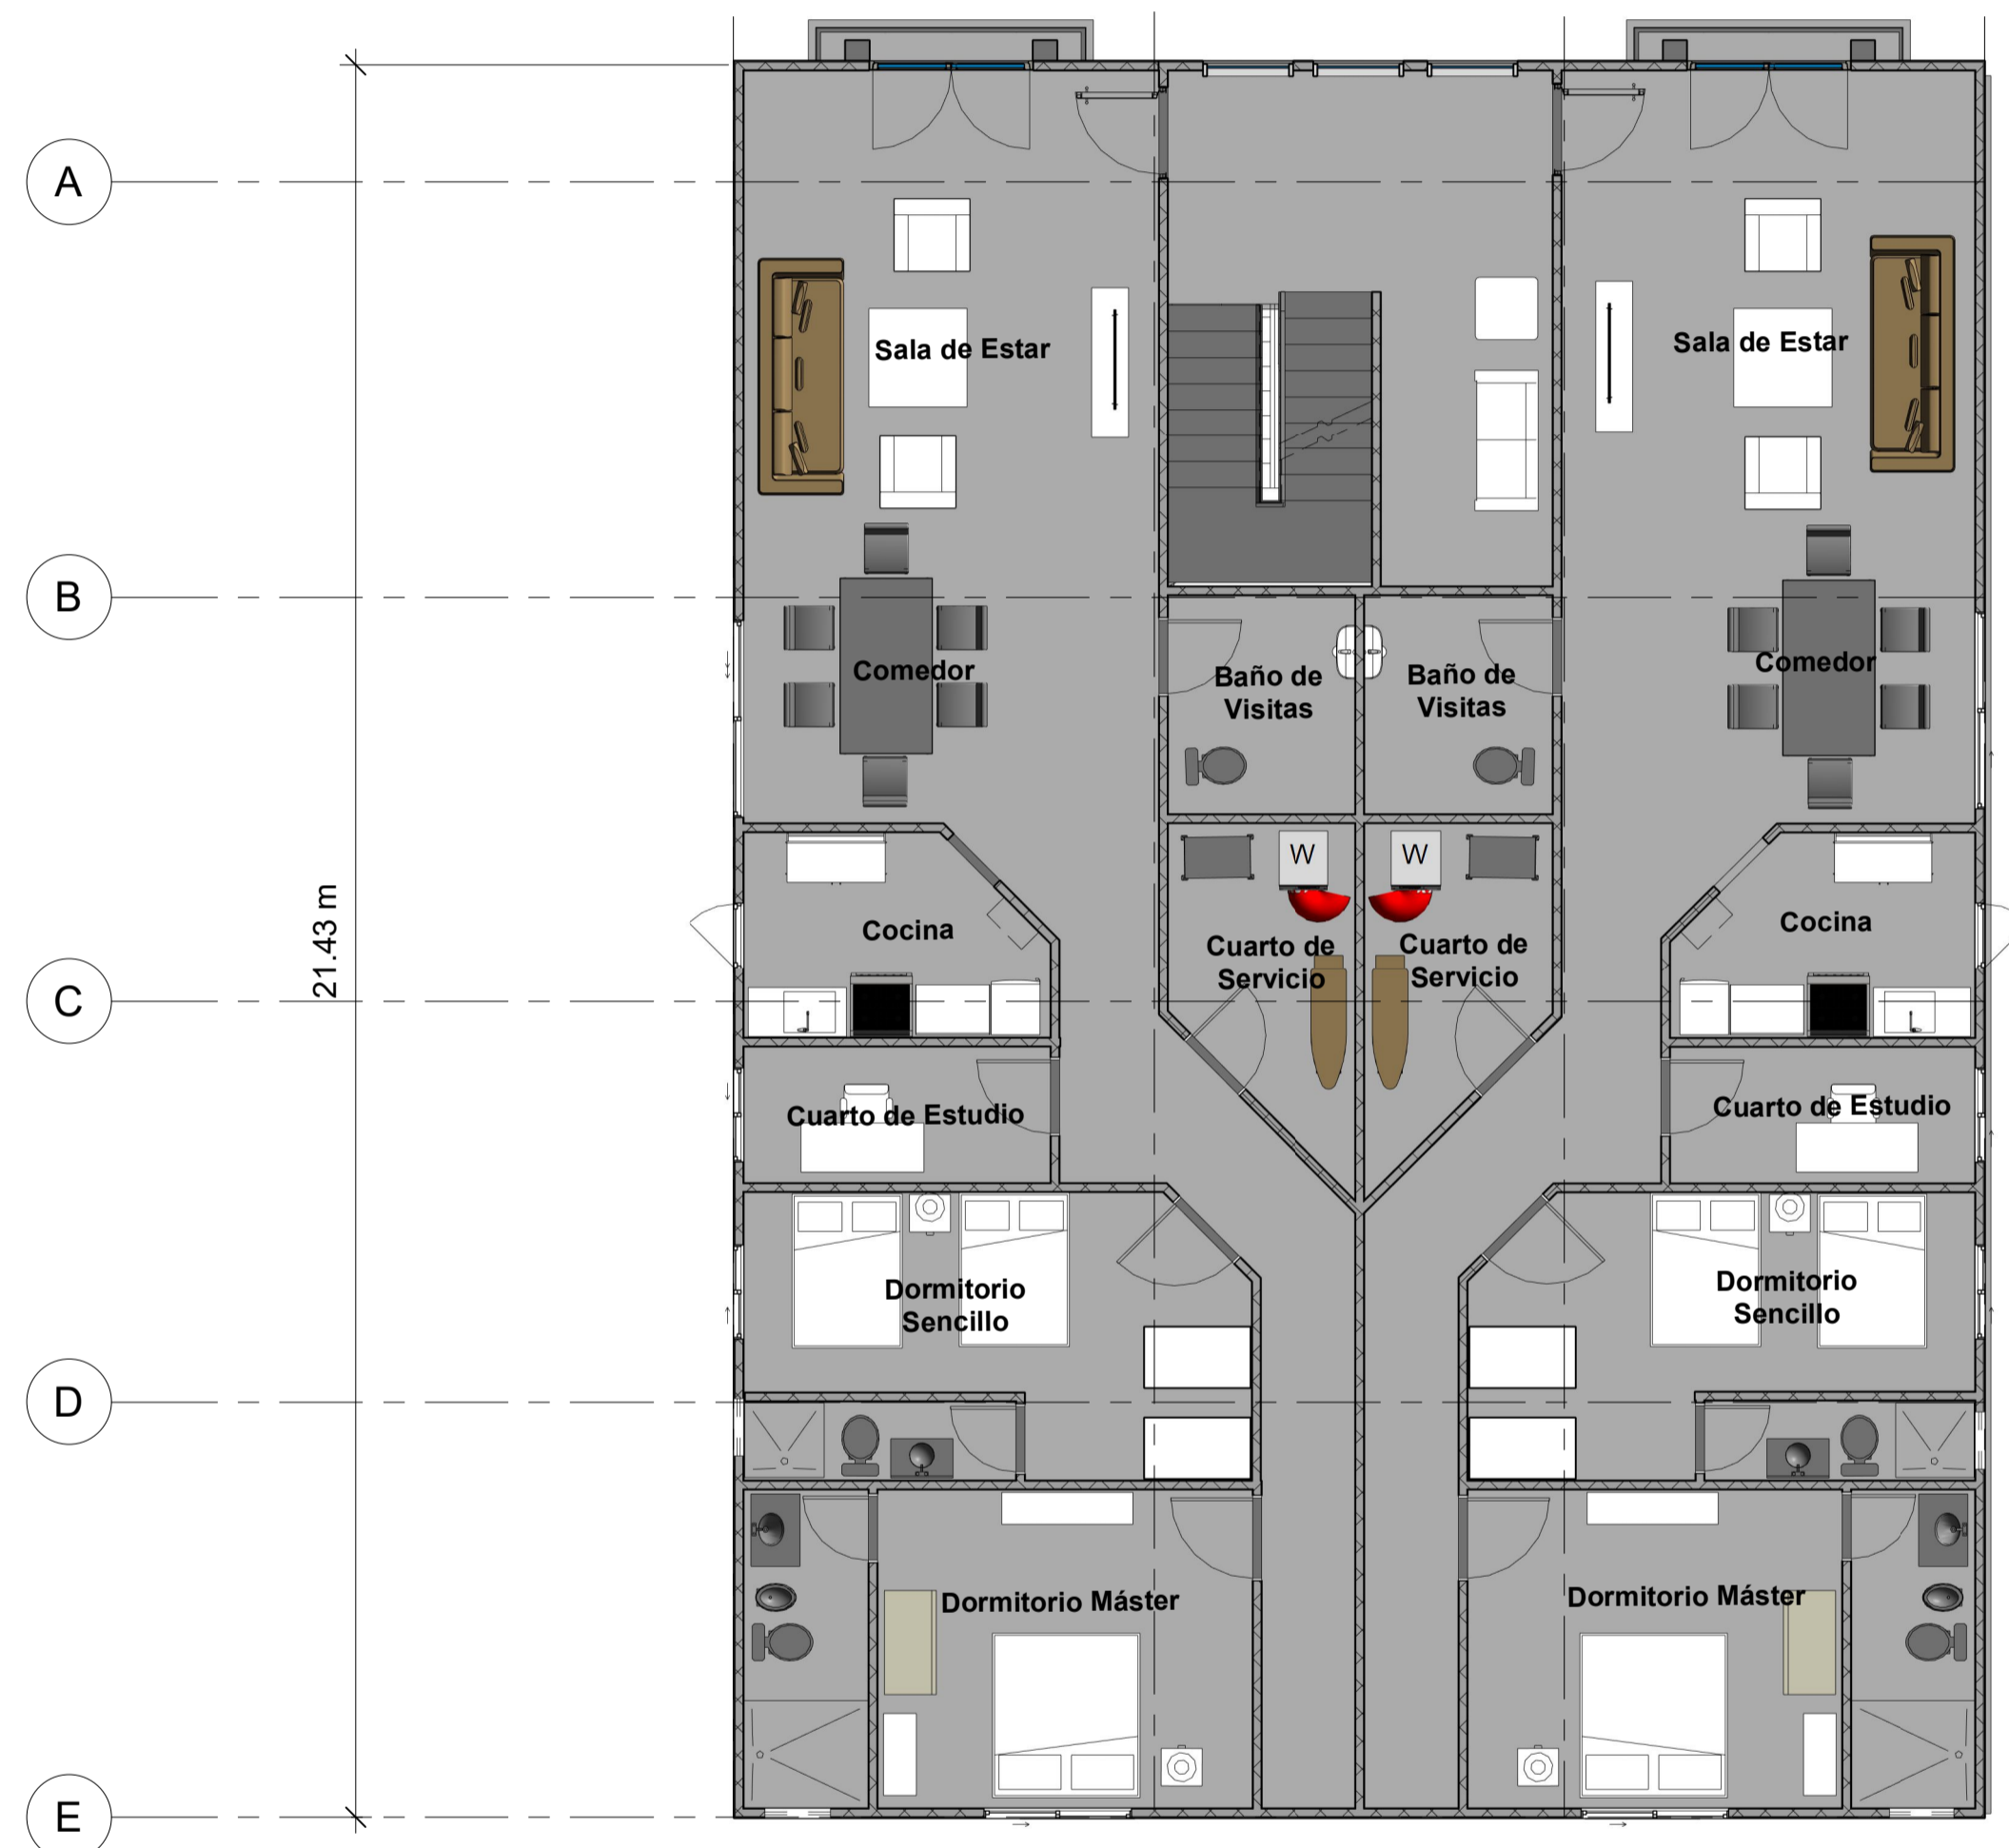 A
Sala de Estar
Sala de Estar
B
Comedor
Baño de
Visitas
Baño de
Visitas
Comedor
21.43 m
W
W
Cocina
Cuarto de
Servicio
Cuarto de
Servicio
Cocina
C
Cuarto de Estudio
Cuarto de Estudio
Dormitorio
Sencillo
Dormitorio
Sencillo
D
Dormitorio Máster
Dormitorio Máster
E